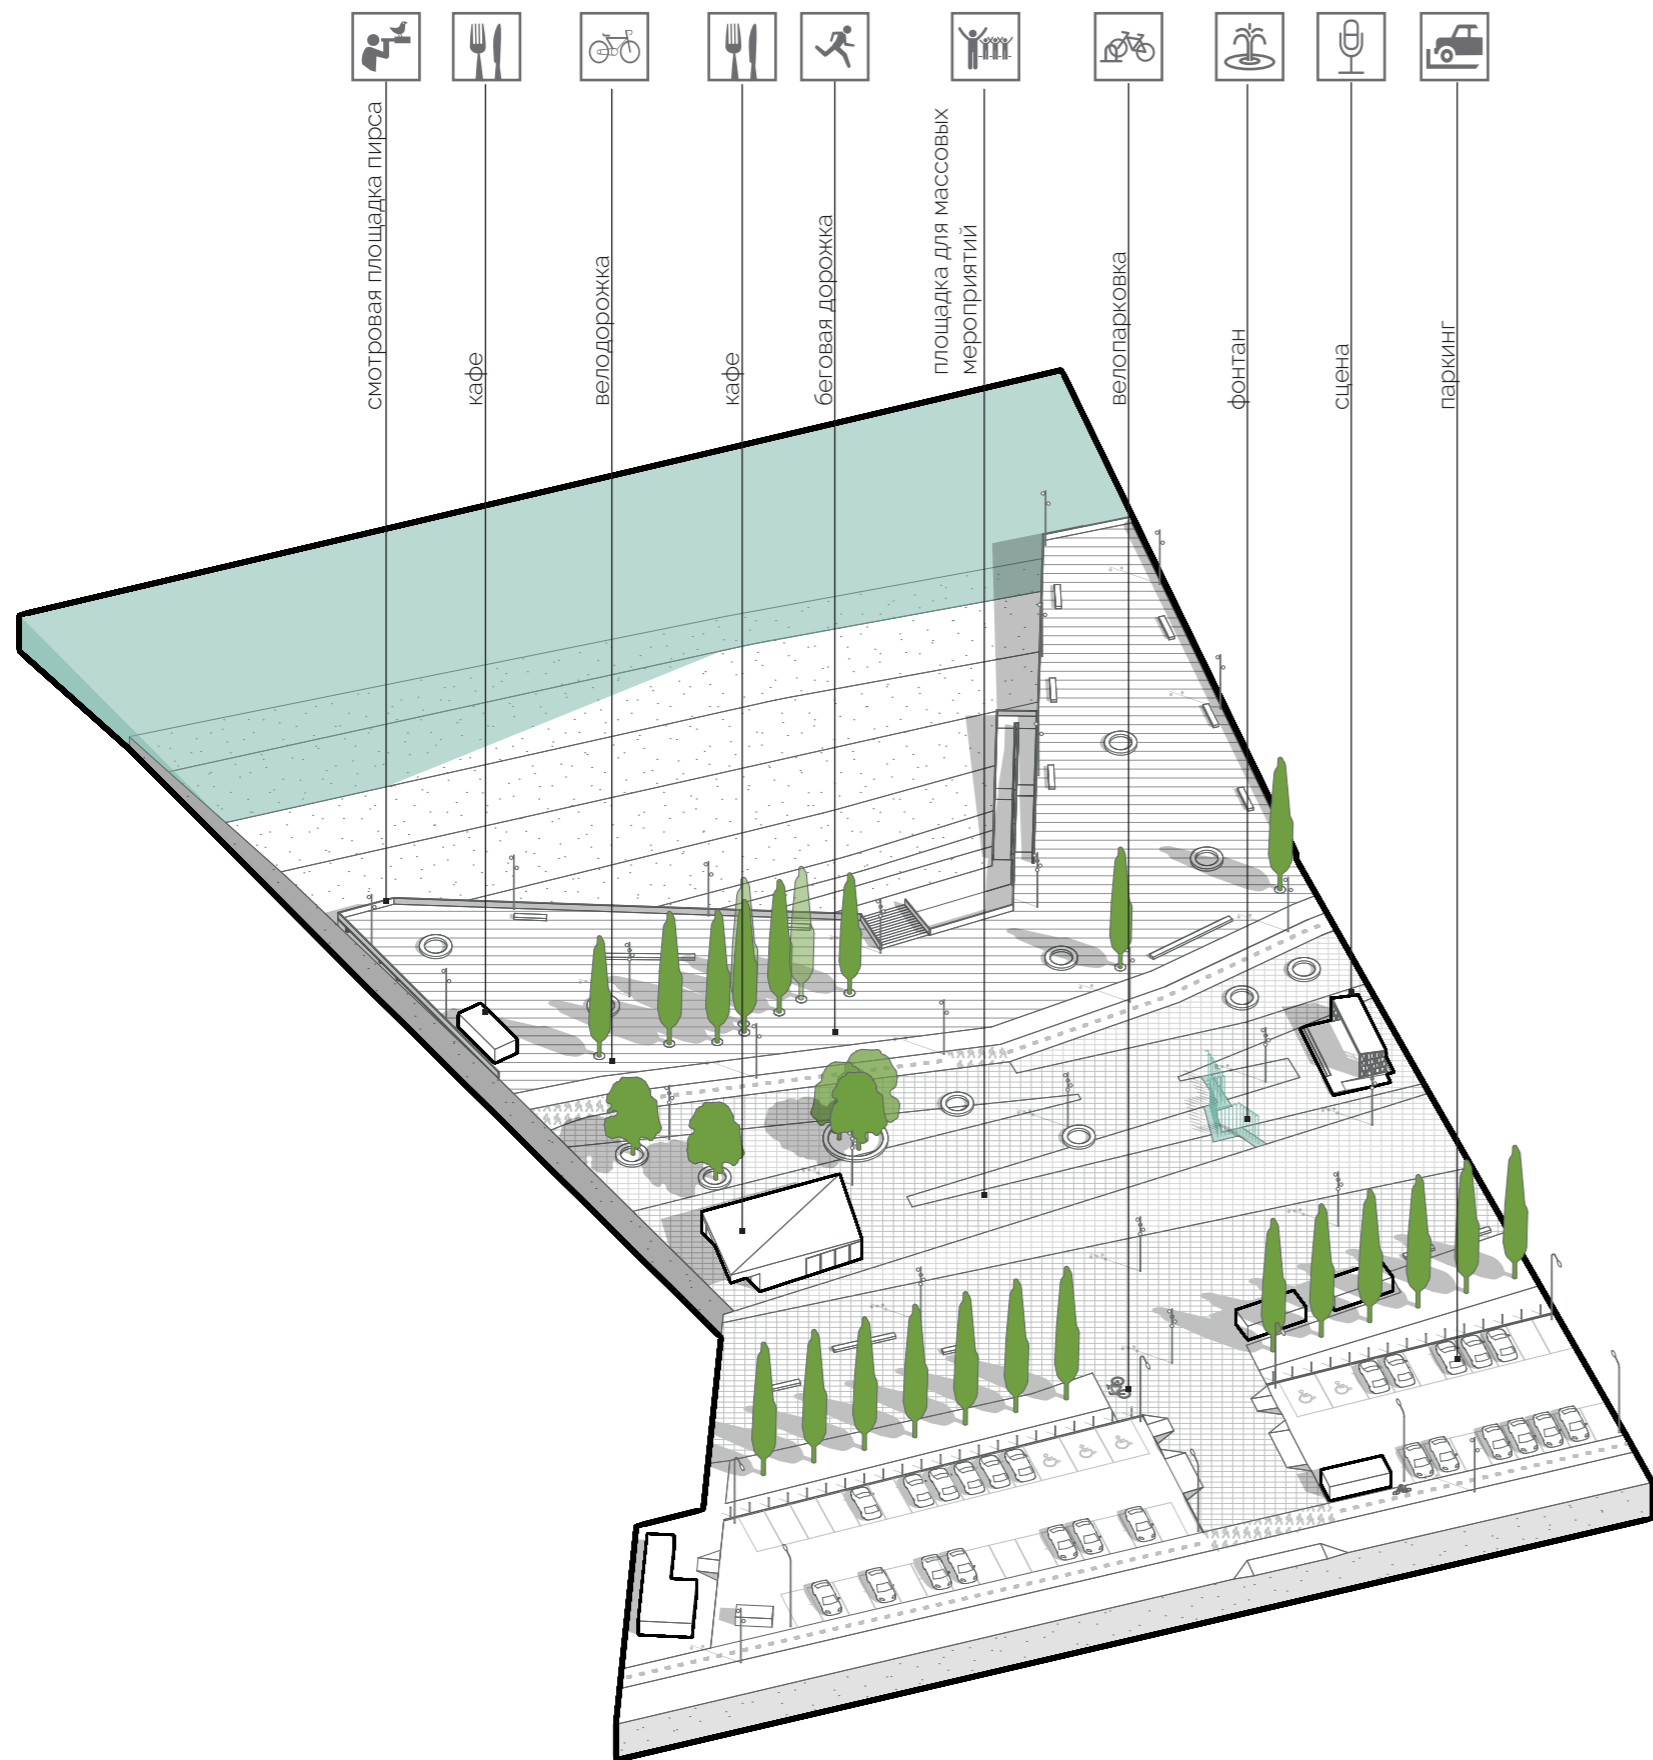 смотровая площадка пирса
кафе
велодорожка
кафе
беговая дорожка
площадка для массовых
мероприятий
велопарковка
фонтан
сцена
паркинг